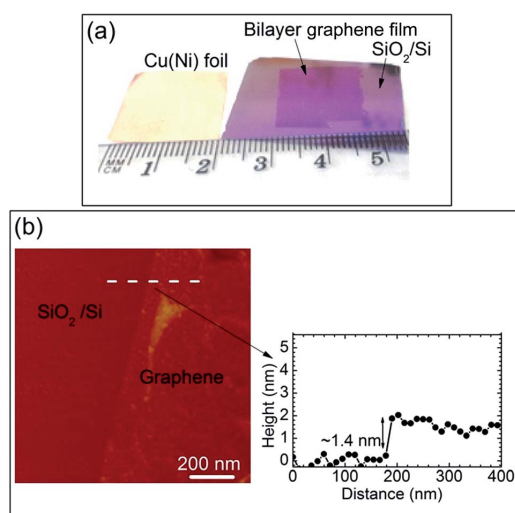 (a)
Bilayer graphene film
Cu(Ni) foil
SiO2/Si
MM
CM
1 2 3 4 5
(b)
SiO2 /Si
Graphene
200 nm
Height (nm)
5
4
3
2
1
0
~1.4 nm
0 100 200 300 400
Distance (nm)